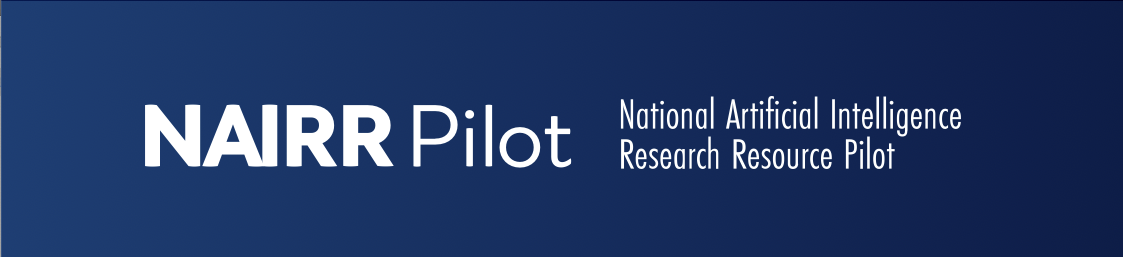 NAIRR Pilot
National Artificial Intelligence
Research Resource Pilot